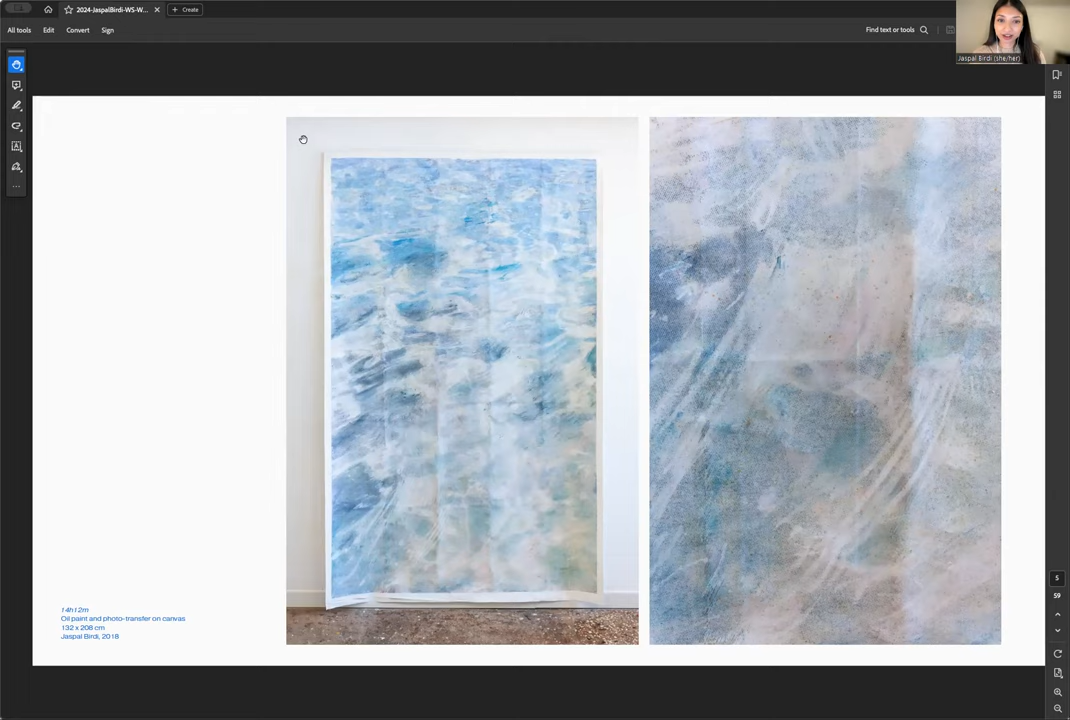 2024-JaspalBirdi-WS-W...
Create
All tools
Edit
Convert
Sign
Find text or tools
Jaspal Birdi (she/her)
14h12m
Oil paint and photo-transfer on canvas
132 x 208 cm
Jaspal Birdi, 2018
5
59